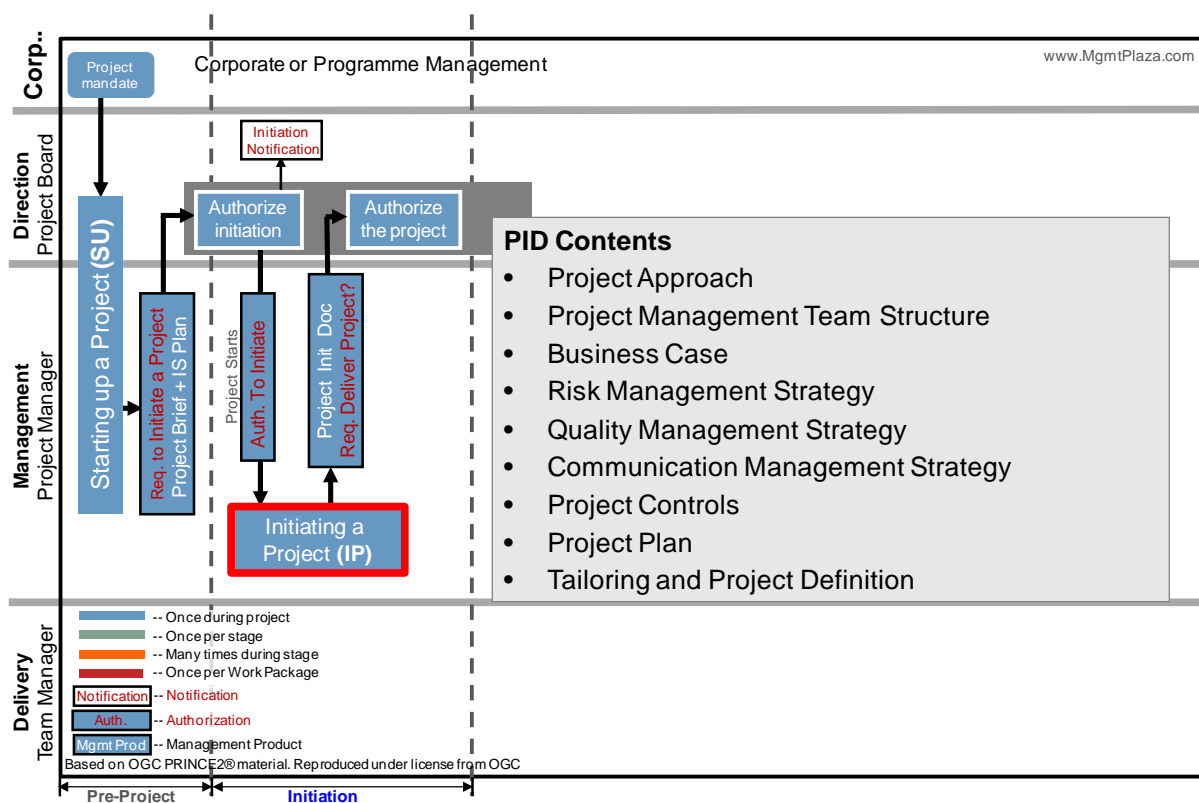 Corp..
Project
mandate
Corporate or Programme Management
www.MgmtPlaza.com
Direction
Project Board
Initiation
Notification
Authorize
initiation
Authorize
the project
Starting up a Project (SU)
Management
Project Manager
Req. to Initiate a Project
Project Brief + IS Plan
Project Starts
Auth. To Initiate
Project Init Doc
Req. Deliver Project?
Initiating a
Project (IP)
PID Contents
• Project Approach
• Project Management Team Structure
• Business Case
• Risk Management Strategy
• Quality Management Strategy
• Communication Management Strategy
• Project Controls
• Project Plan
• Tailoring and Project Definition
Delivery
Team Manager
-- Once during project
-- Once per stage
-- Many times during stage
-- Once per Work Package
Notification -- Notification
Auth. -- Authorization
Mgmt Prod -- Management Product
Based on OGC PRINCE2® material. Reproduced under license from OGC
Pre-Project
Initiation